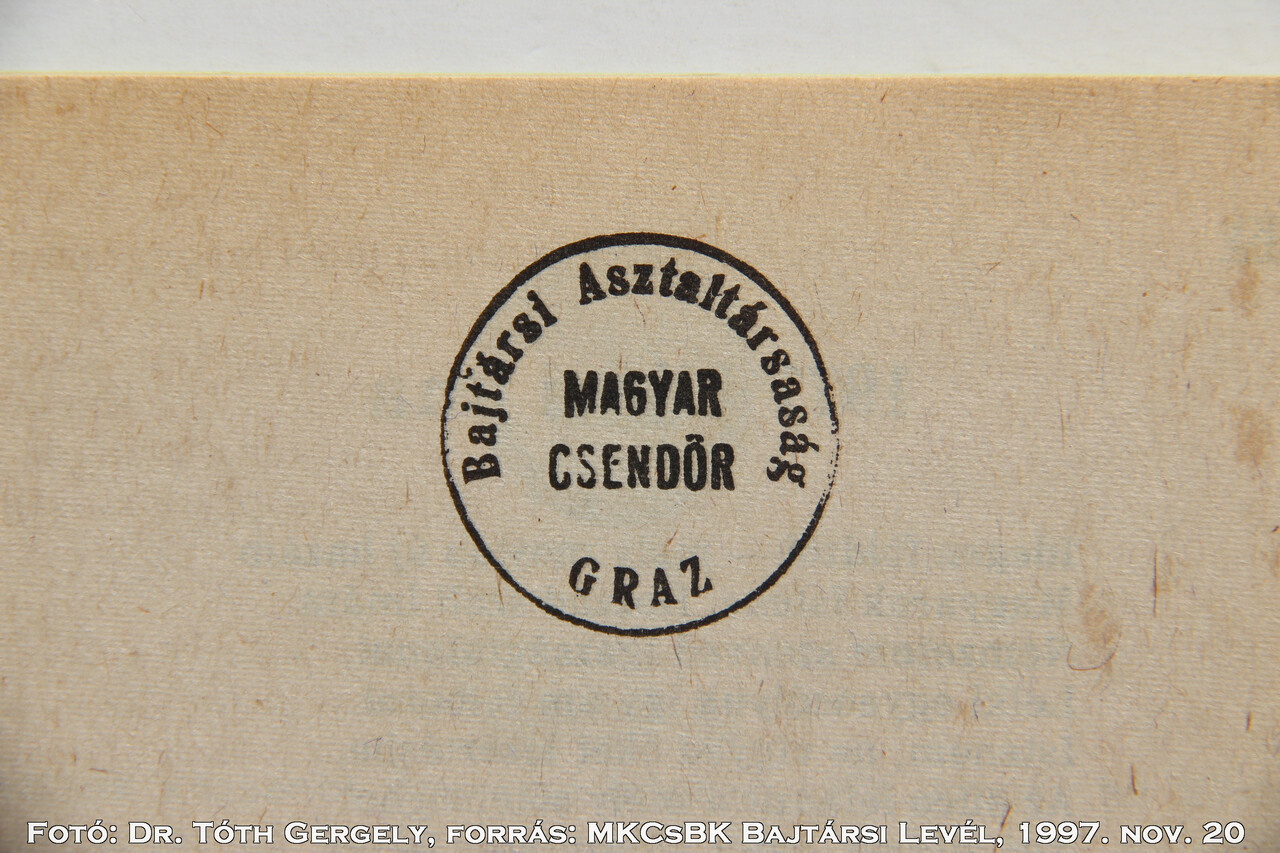 Bajtársi Asztaltársaság
MAGYAR
CSENDŐR
GRAZ
Fotó: Dr. Tóth Gergely, forrás: MKCsBK Bajtársi Levél, 1997. nov. 20